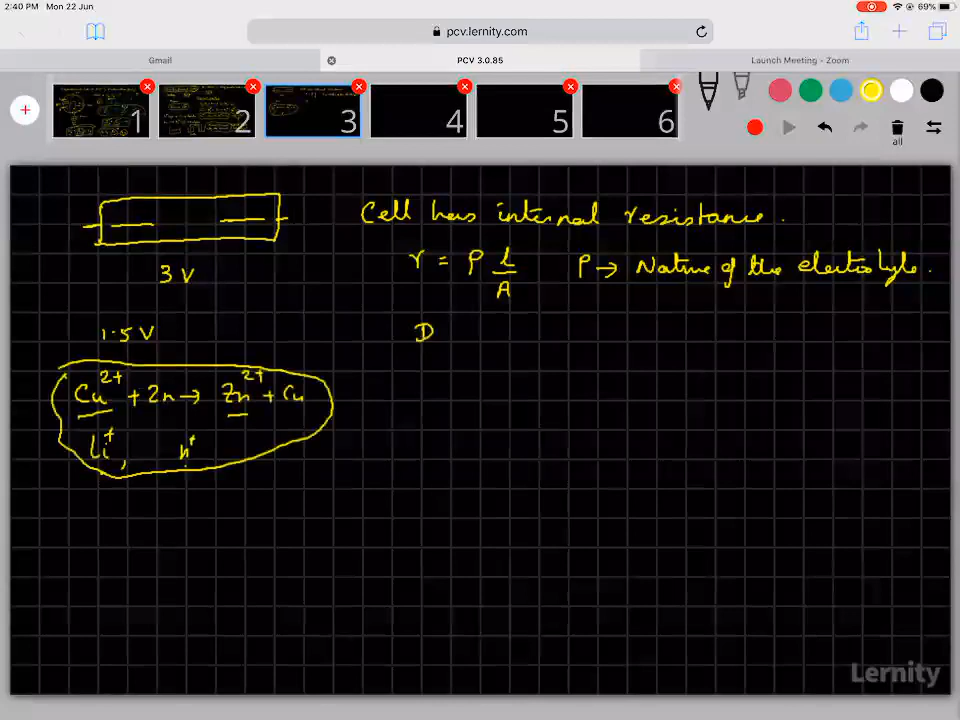 2:40 PM Mon 22 Jun
69%
pcv.lernity.com
Gmail
PCV 3.0.85
Launch Meeting - Zoom
1 2 3 4 5 6
all
Cell has internal resistance.
3 V
r = ρ l/A ρ → Nature of the electrolyte.
1.5 V
D
Cu²⁺ + Zn → Zn²⁺ + Cu
Li⁺, H⁺
Lernity